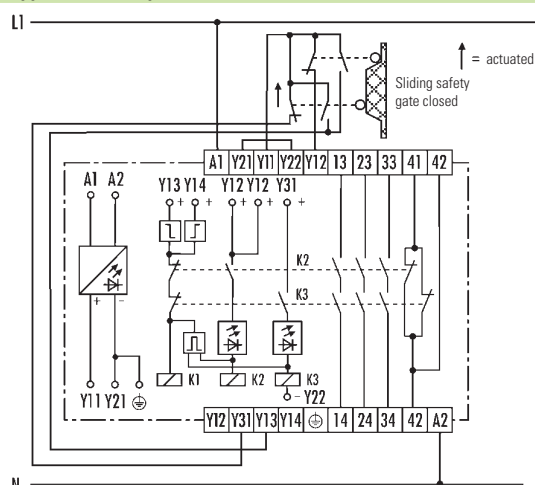 L1
= actuated
Sliding safety
gate closed
A1 Y21 Y11 Y22 Y12 13 23 33 41 42
A1 A2 Y13 Y14 Y12 Y12 Y31
+ + + + +
K2
K3
+ −
K1 K2 K3
− Y22
Y11 Y21
Y12 Y31 Y13 Y14 14 24 34 42 A2
N